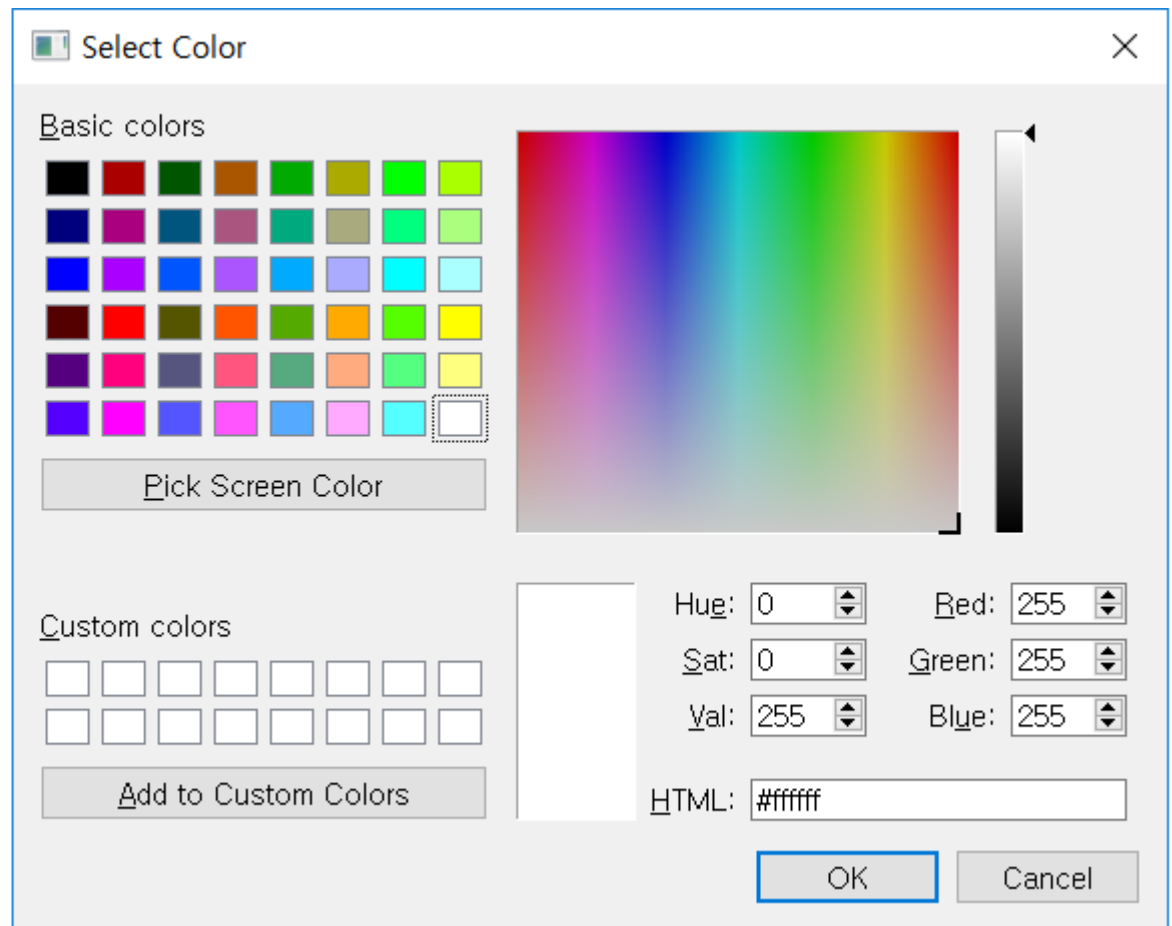 Select Color
Basic colors
Pick Screen Color
Custom colors
Add to Custom Colors
Hue: 0
Red: 255
Sat: 0
Green: 255
Val: 255
Blue: 255
HTML: #ffffff
OK
Cancel